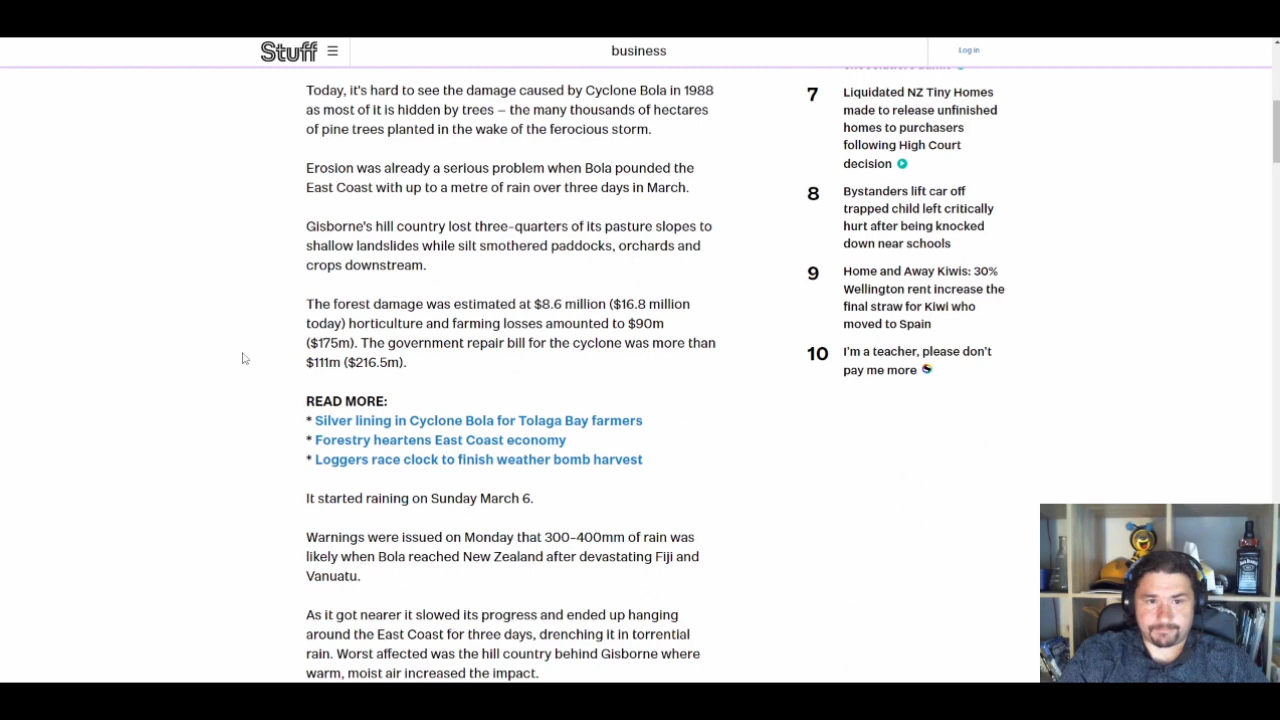 Stuff
business
Log in
Today, it's hard to see the damage caused by Cyclone Bola in 1988
as most of it is hidden by trees – the many thousands of hectares
of pine trees planted in the wake of the ferocious storm.
Erosion was already a serious problem when Bola pounded the
East Coast with up to a metre of rain over three days in March.
Gisborne's hill country lost three-quarters of its pasture slopes to
shallow landslides while silt smothered paddocks, orchards and
crops downstream.
The forest damage was estimated at $8.6 million ($16.8 million
today) horticulture and farming losses amounted to $90m
($175m). The government repair bill for the cyclone was more than
$111m ($216.5m).
READ MORE:
* Silver lining in Cyclone Bola for Tolaga Bay farmers
* Forestry heartens East Coast economy
* Loggers race clock to finish weather bomb harvest
It started raining on Sunday March 6.
Warnings were issued on Monday that 300-400mm of rain was
likely when Bola reached New Zealand after devastating Fiji and
Vanuatu.
As it got nearer it slowed its progress and ended up hanging
around the East Coast for three days, drenching it in torrential
rain. Worst affected was the hill country behind Gisborne where
warm, moist air increased the impact.
7
Liquidated NZ Tiny Homes
made to release unfinished
homes to purchasers
following High Court
decision
8
Bystanders lift car off
trapped child left critically
hurt after being knocked
down near schools
9
Home and Away Kiwis: 30%
Wellington rent increase the
final straw for Kiwi who
moved to Spain
10
I'm a teacher, please don't
pay me more